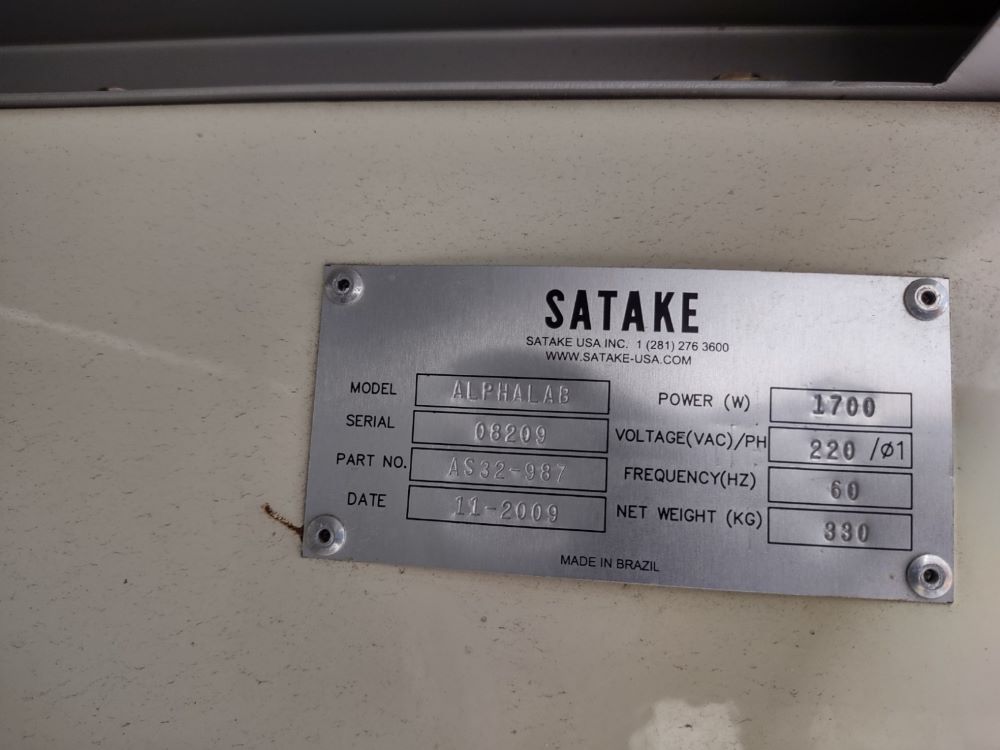 SATAKE
SATAKE USA INC. 1 (281) 276 3600
WWW.SATAKE-USA.COM
MODEL ALPHALAB
SERIAL 08209
PART NO. AS32-987
DATE 11-2009
POWER (W) 1700
VOLTAGE(VAC)/PH 220 /ø1
FREQUENCY(HZ) 60
NET WEIGHT (KG) 330
MADE IN BRAZIL